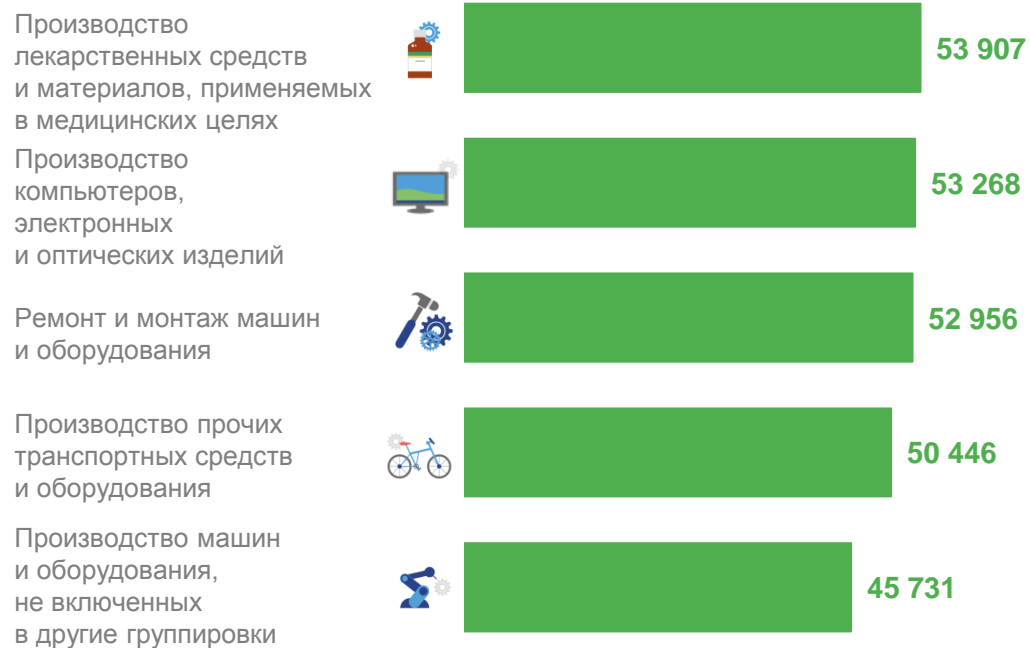 Производство
лекарственных средств
и материалов, применяемых
в медицинских целях
53 907
Производство
компьютеров,
электронных
и оптических изделий
53 268
Ремонт и монтаж машин
и оборудования
52 956
Производство прочих
транспортных средств
и оборудования
50 446
Производство машин
и оборудования,
не включенных
в другие группировки
45 731